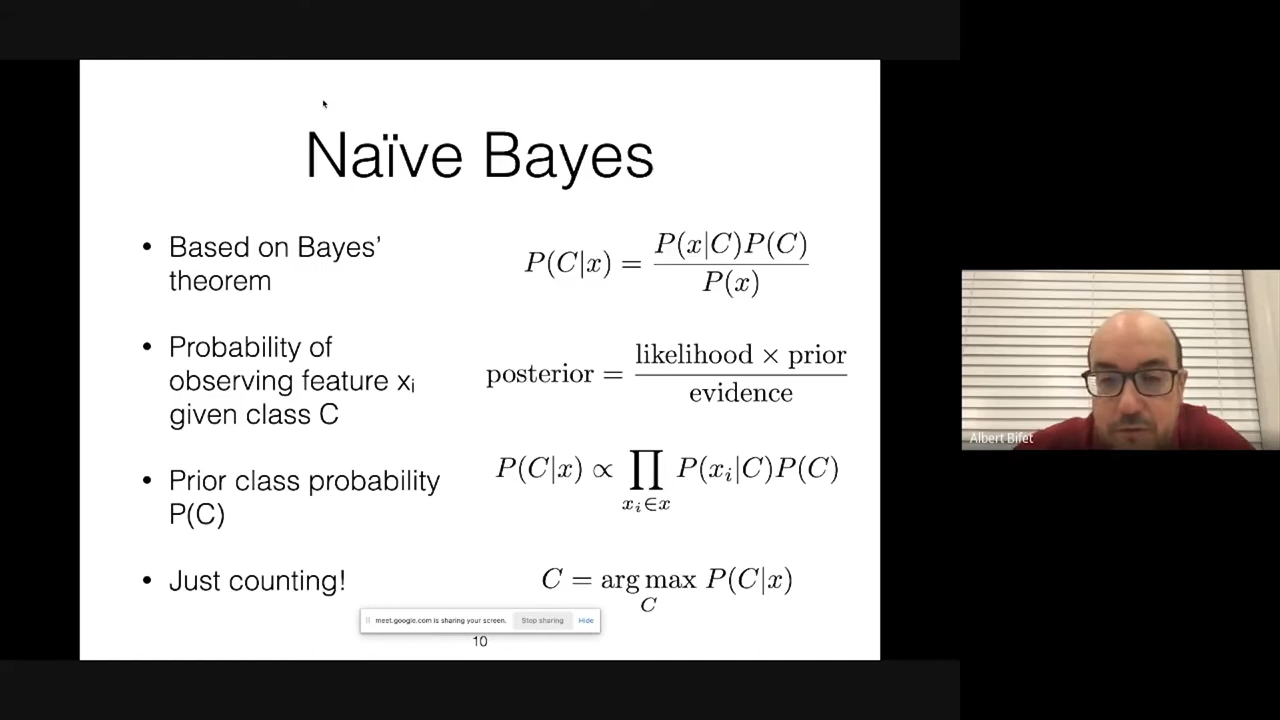 Naïve Bayes
• Based on Bayes'
theorem
P(C|x) = P(x|C)P(C) / P(x)
• Probability of
observing feature xᵢ
given class C
posterior = likelihood × prior / evidence
• Prior class probability
P(C)
P(C|x) ∝ ∏ xᵢ∈x P(xᵢ|C)P(C)
• Just counting!
C = arg max C P(C|x)
meet.google.com is sharing your screen. Stop sharing Hide
10
Albert Bifet